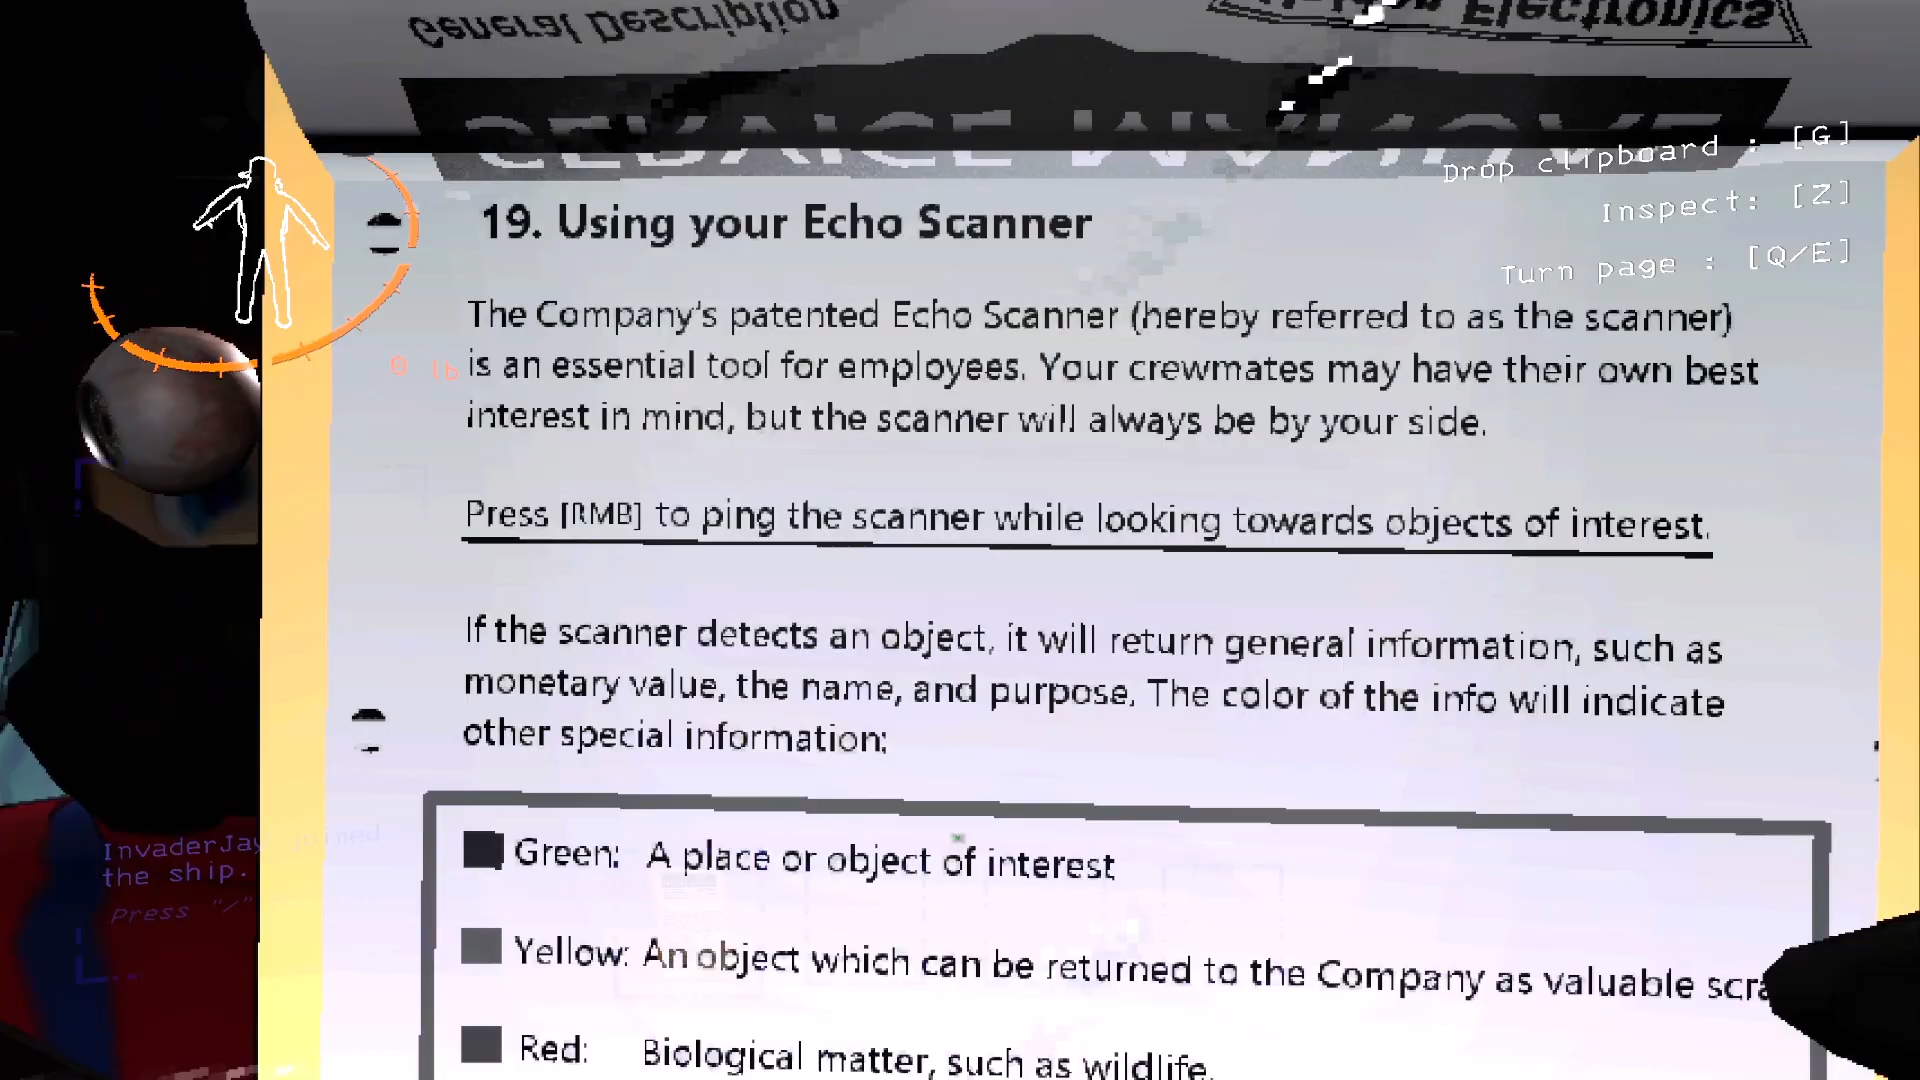 General Description
Electronics
Drop clipboard : [G]
Inspect: [Z]
Turn page : [Q/E]
19. Using your Echo Scanner
The Company's patented Echo Scanner (hereby referred to as the scanner)
is an essential tool for employees. Your crewmates may have their own best
interest in mind, but the scanner will always be by your side.
0 lb
Press [RMB] to ping the scanner while looking towards objects of interest.
If the scanner detects an object, it will return general information, such as
monetary value, the name, and purpose. The color of the info will indicate
other special information:
Green: A place or object of interest
Yellow: An object which can be returned to the Company as valuable
Red: Biological matter, such as wildlife.
InvaderJay joined
the ship.
Press "/"